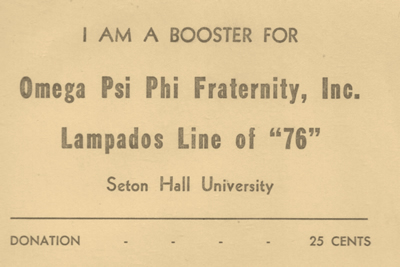 I AM A BOOSTER FOR
Omega Psi Phi Fraternity, Inc.
Lampados Line of “76”
Seton Hall University
DONATION - - - - 25 CENTS